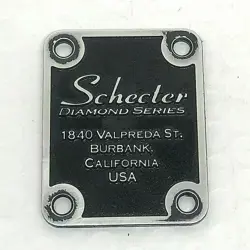 Schecter
DIAMOND SERIES
1840 VALPREDA ST.
BURBANK,
CALIFORNIA
USA